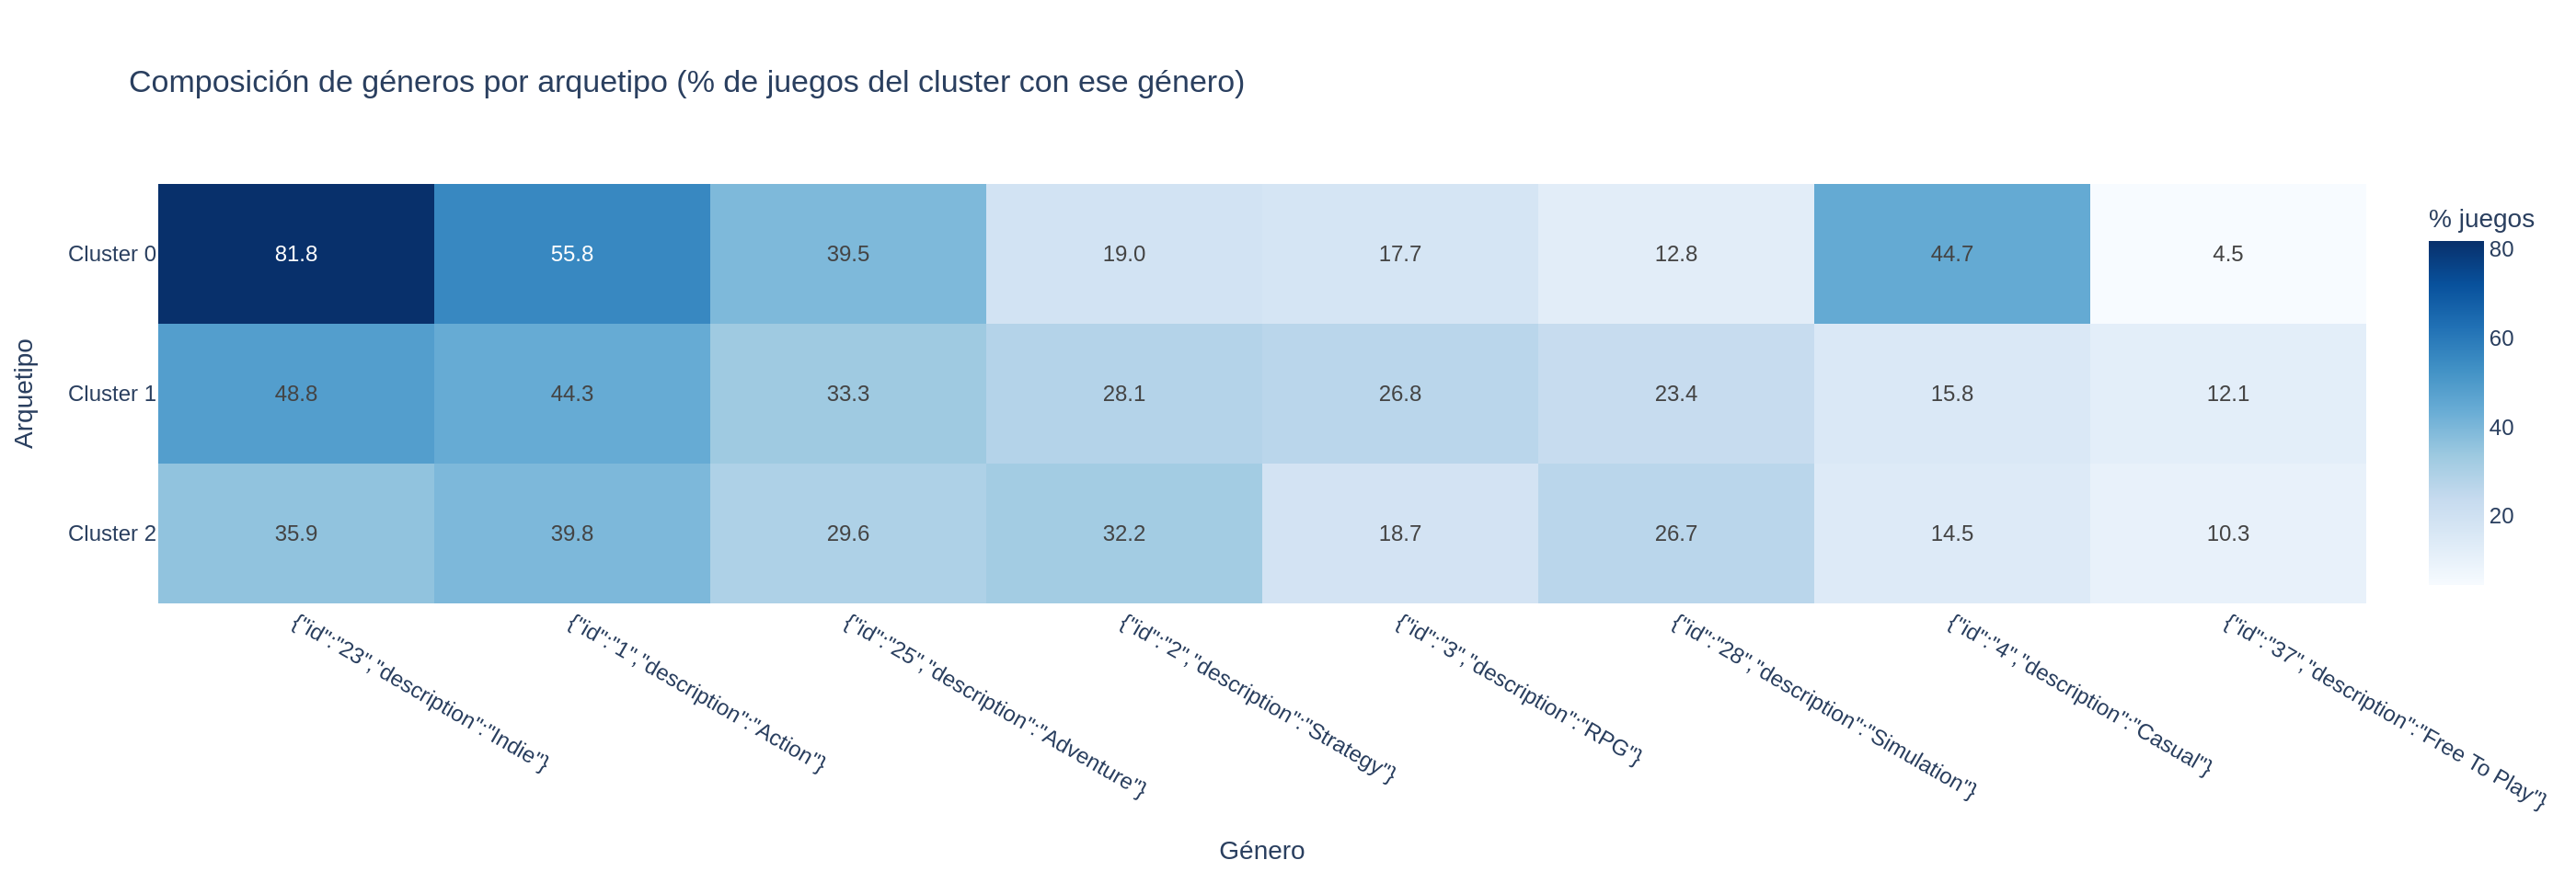 Composición de géneros por arquetipo (% de juegos del cluster con ese género)
% juegos
80
60
40
20
Arquetipo
Cluster 0 81.8 55.8 39.5 19.0 17.7 12.8 44.7 4.5
Cluster 1 48.8 44.3 33.3 28.1 26.8 23.4 15.8 12.1
Cluster 2 35.9 39.8 29.6 32.2 18.7 26.7 14.5 10.3
{"id":"23","description":"Indie"}
{"id":"1","description":"Action"}
{"id":"25","description":"Adventure"}
{"id":"2","description":"Strategy"}
{"id":"3","description":"RPG"}
{"id":"28","description":"Simulation"}
{"id":"4","description":"Casual"}
{"id":"37","description":"Free To Play"}
Género